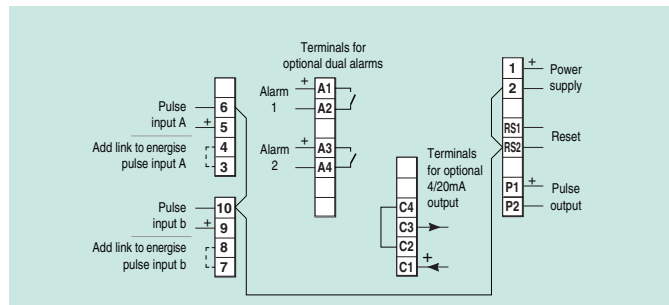 Terminals for
optional dual alarms
Pulse
input A
+
6
5
Add link to energise
pulse input A
4
3
Pulse
input b
+
10
9
Add link to energise
pulse input b
8
7
Alarm
1
+
A1
A2
Alarm
2
+
A3
A4
Terminals
for optional
4/20mA
output
C4
C3
C2
C1
+
1
2
+
Power
supply
RS1
RS2
Reset
P1
P2
+
Pulse
output